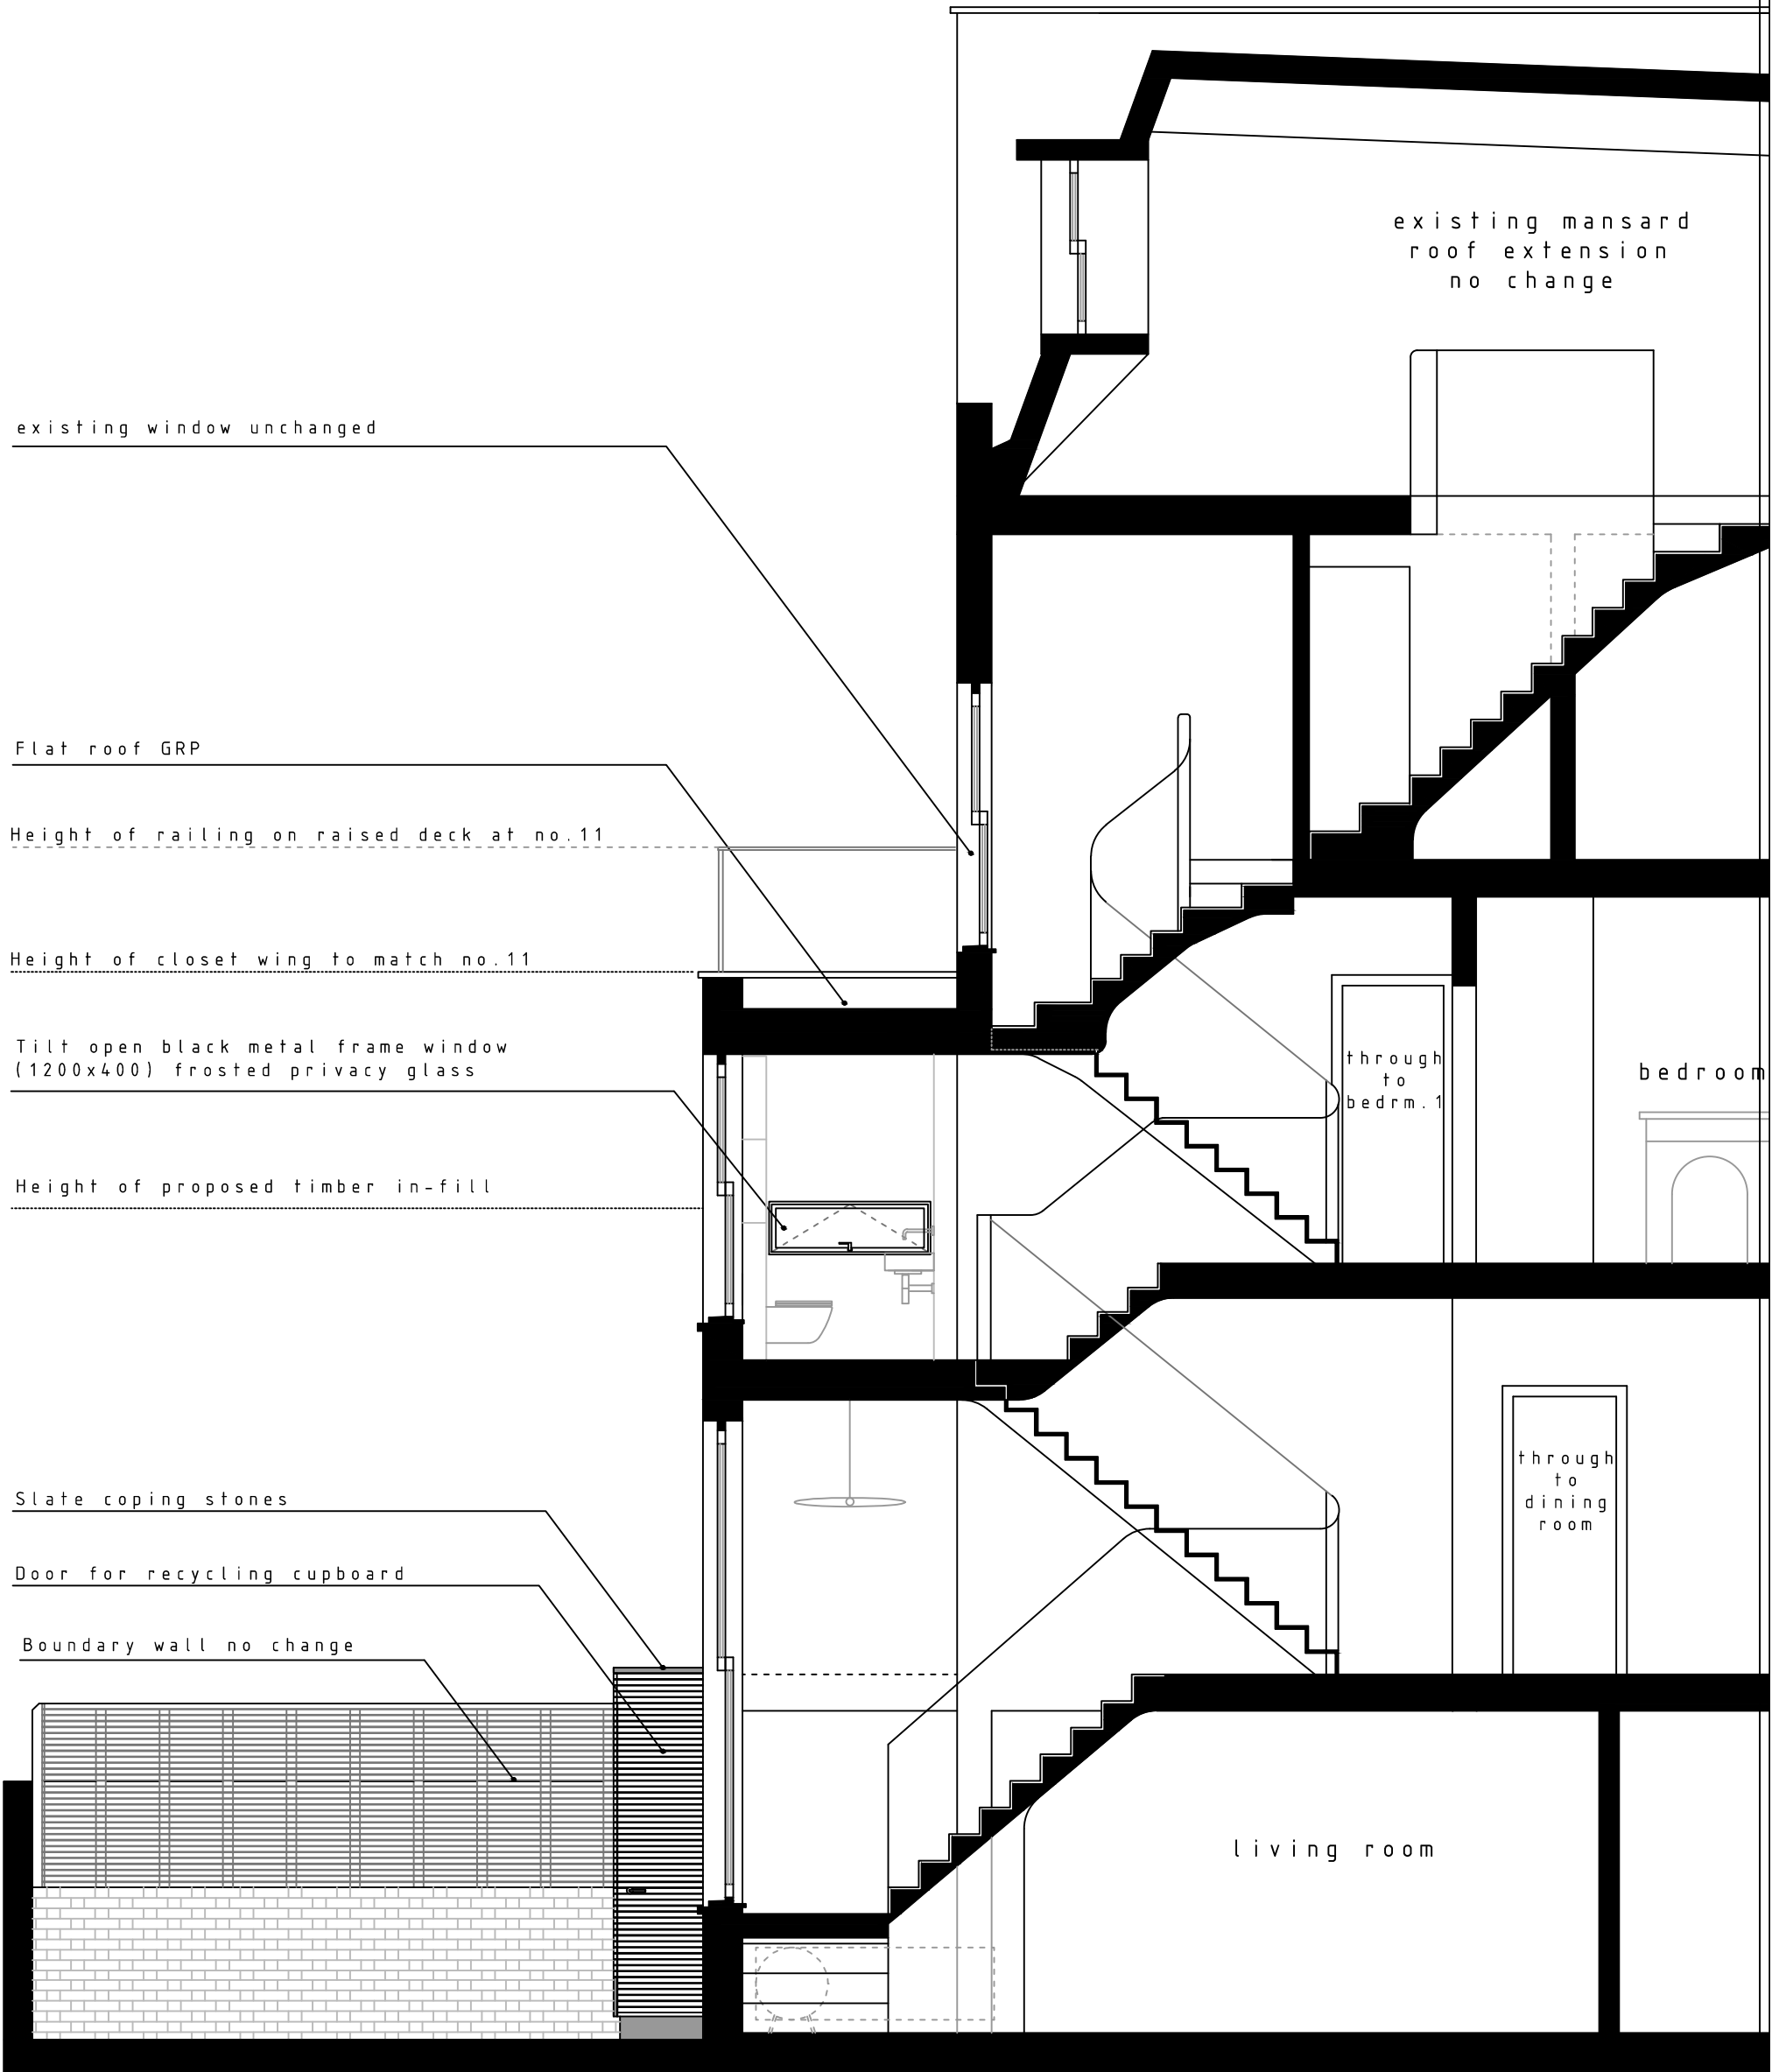 existing mansard
roof extension
no change
existing window unchanged
Flat roof GRP
Height of railing on raised deck at no.11
Height of closet wing to match no.11
Tilt open black metal frame window
(1200x400) frosted privacy glass
through
to
bedrm.1
bedroom
Height of proposed timber in-fill
through
to
dining
room
Slate coping stones
Door for recycling cupboard
Boundary wall no change
living room